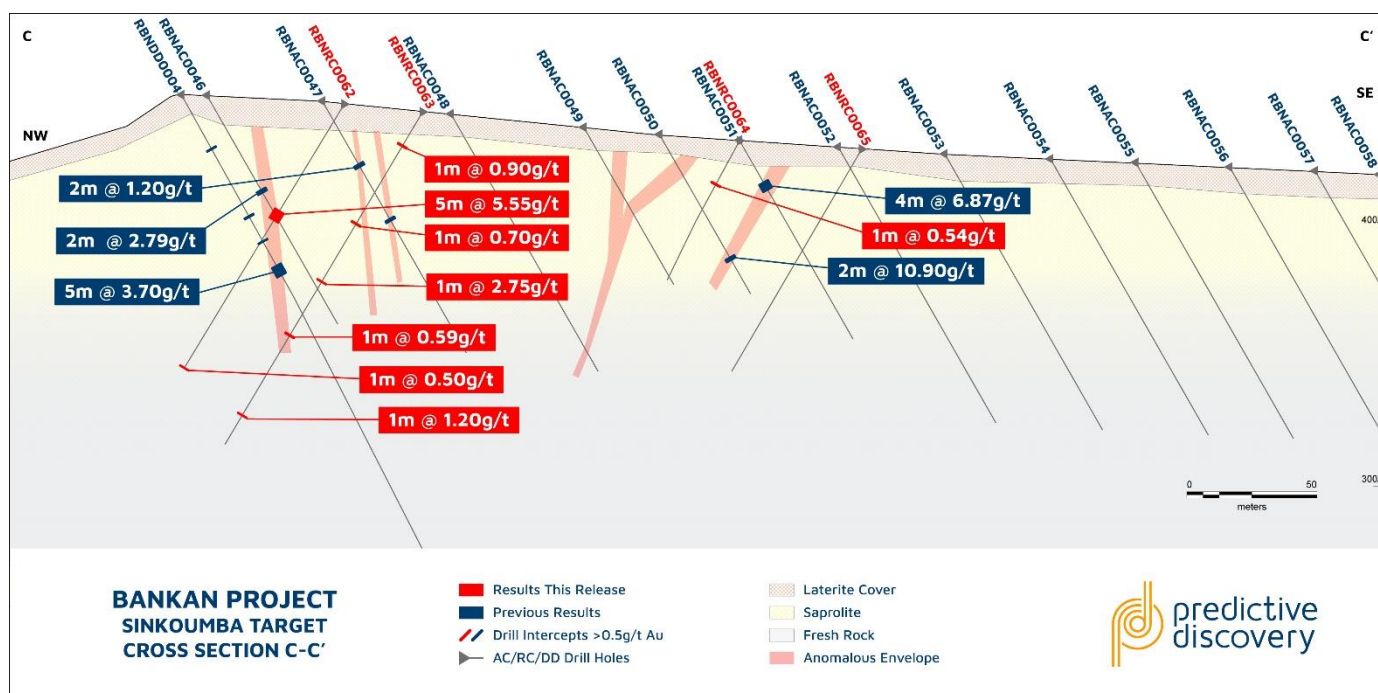 C
C'
RBNDD0004
RBNAC0046
RBNAC0047
RBNRC0062
RBNRC0063
RBNAC0048
RBNAC0049
RBNAC0050
RBNAC0051
RBNRC0064
RBNAC0052
RBNRC0065
RBNAC0053
RBNAC0054
RBNAC0055
RBNAC0056
RBNAC0057
RBNAC0058
NW
SE
2m @ 1.20g/t
2m @ 2.79g/t
5m @ 3.70g/t
1m @ 0.90g/t
5m @ 5.55g/t
1m @ 0.70g/t
1m @ 2.75g/t
1m @ 0.59g/t
1m @ 0.50g/t
1m @ 1.20g/t
4m @ 6.87g/t
1m @ 0.54g/t
2m @ 10.90g/t
400
300
0 50
meters
BANKAN PROJECT
SINKOUMBA TARGET
CROSS SECTION C-C'
Results This Release
Previous Results
Drill Intercepts >0.5g/t Au
AC/RC/DD Drill Holes
Laterite Cover
Saprolite
Fresh Rock
Anomalous Envelope
predictive
discovery